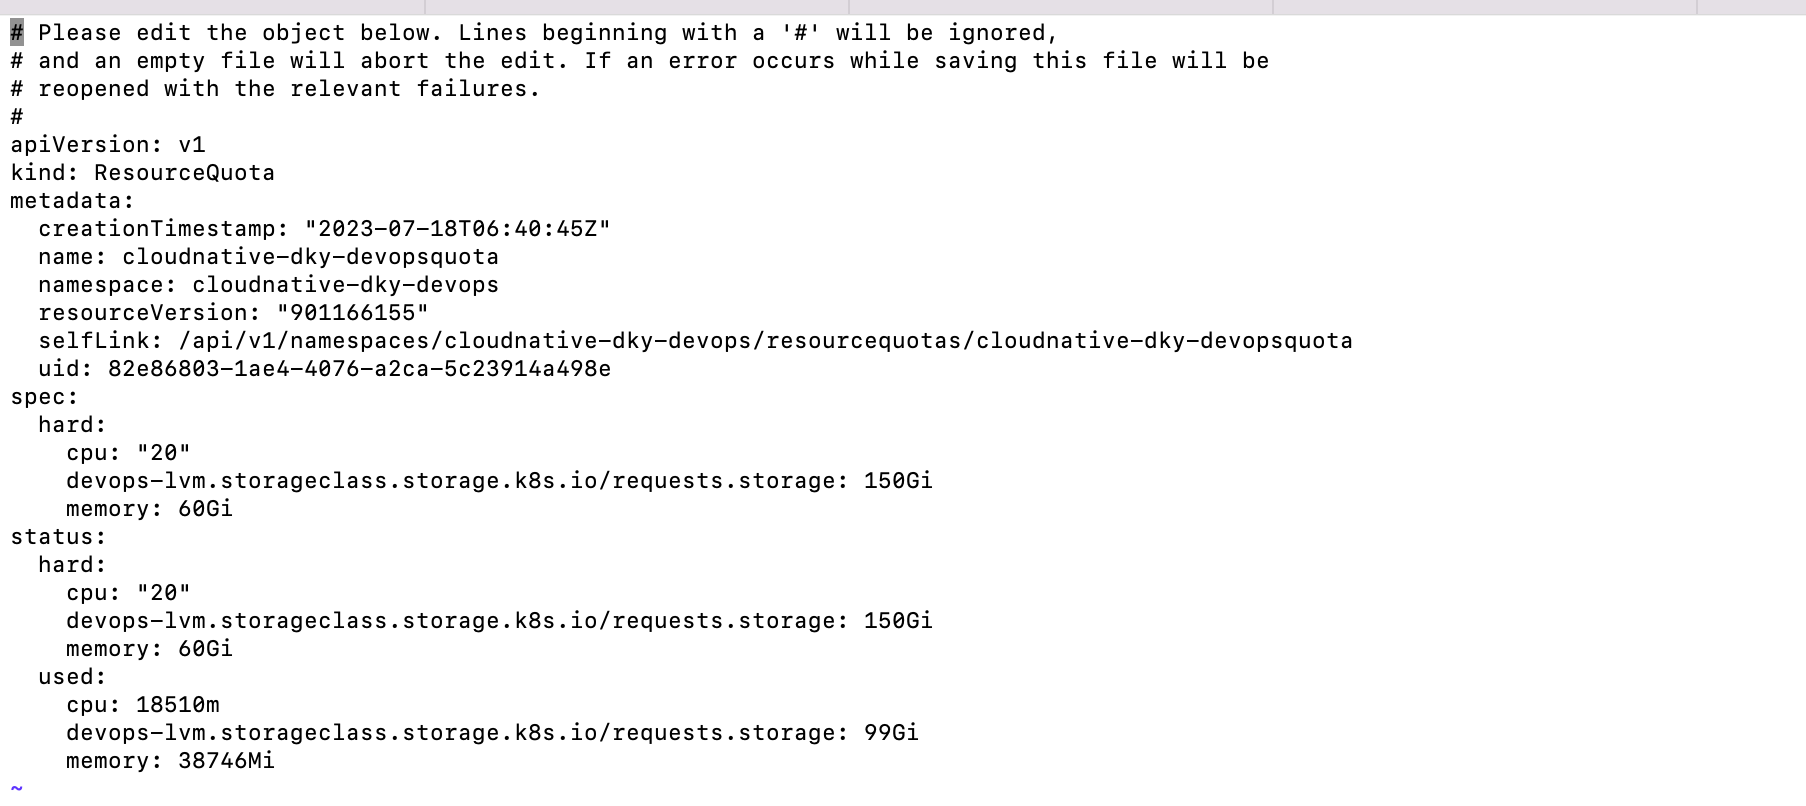 # Please edit the object below. Lines beginning with a '#' will be ignored,
# and an empty file will abort the edit. If an error occurs while saving this file will be
# reopened with the relevant failures.
#
apiVersion: v1
kind: ResourceQuota
metadata:
  creationTimestamp: "2023-07-18T06:40:45Z"
  name: cloudnative-dky-devopsquota
  namespace: cloudnative-dky-devops
  resourceVersion: "901166155"
  selfLink: /api/v1/namespaces/cloudnative-dky-devops/resourcequotas/cloudnative-dky-devopsquota
  uid: 82e86803-1ae4-4076-a2ca-5c23914a498e
spec:
  hard:
    cpu: "20"
    devops-lvm.storageclass.storage.k8s.io/requests.storage: 150Gi
    memory: 60Gi
status:
  hard:
    cpu: "20"
    devops-lvm.storageclass.storage.k8s.io/requests.storage: 150Gi
    memory: 60Gi
  used:
    cpu: 18510m
    devops-lvm.storageclass.storage.k8s.io/requests.storage: 99Gi
    memory: 38746Mi
~